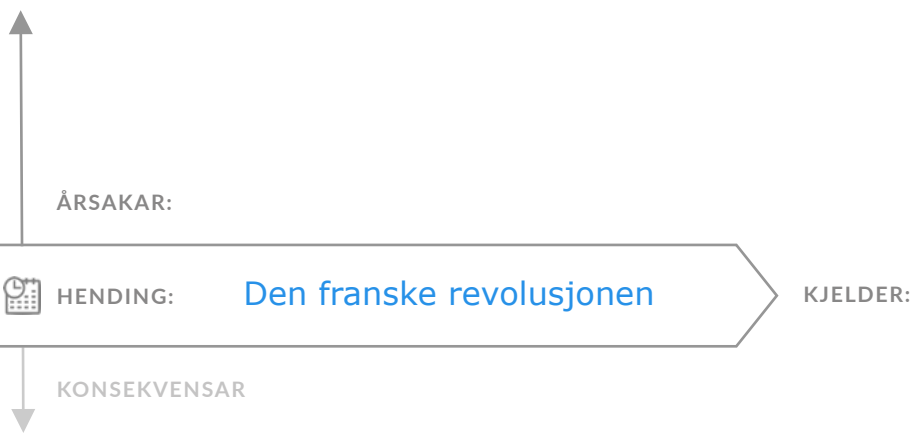 ÅRSAKAR:
HENDING: Den franske revolusjonen
KJELDER:
KONSEKVENSAR